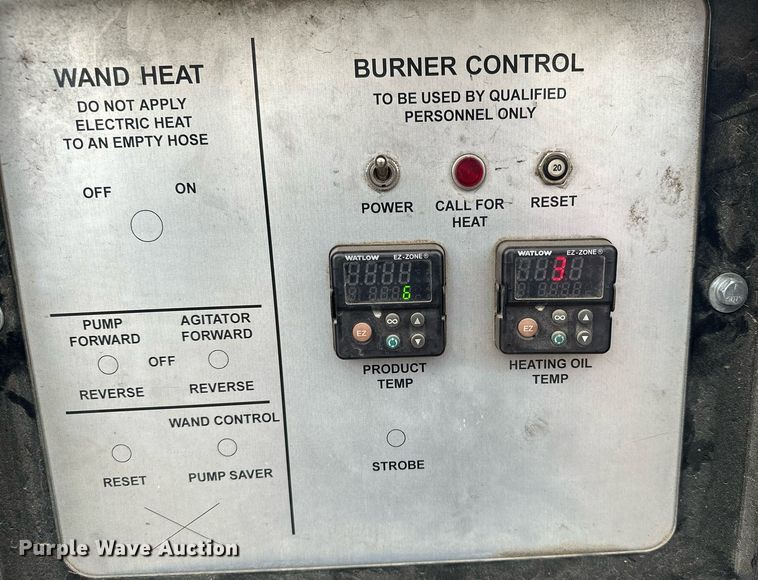 WAND HEAT
DO NOT APPLY
ELECTRIC HEAT
TO AN EMPTY HOSE
OFF ON
PUMP
FORWARD
AGITATOR
FORWARD
OFF
REVERSE
REVERSE
WAND CONTROL
RESET
PUMP SAVER
BURNER CONTROL
TO BE USED BY QUALIFIED
PERSONNEL ONLY
20
POWER
CALL FOR
HEAT
RESET
WATLOW EZ-ZONE®
6
EZ
PRODUCT
TEMP
WATLOW EZ-ZONE®
3
EZ
HEATING OIL
TEMP
STROBE
Purple Wave Auction